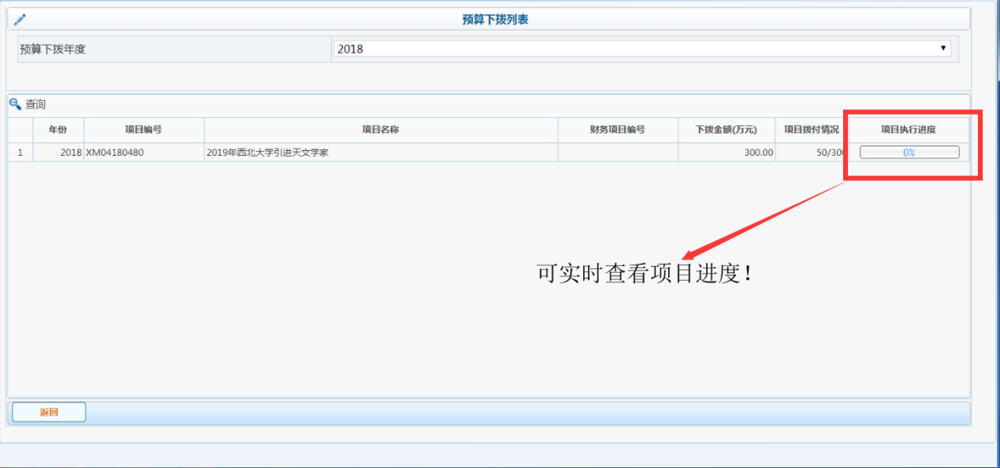 预算下拨列表
预算下拨年度 2018
查询
年份 项目编号 项目名称 财务项目编号 下拨金额(万元) 项目拨付情况 项目执行进度
1 2018 XM04180480 2019年西北大学引进天文学家 300.00 50/300 0%
可实时查看项目进度！
返回